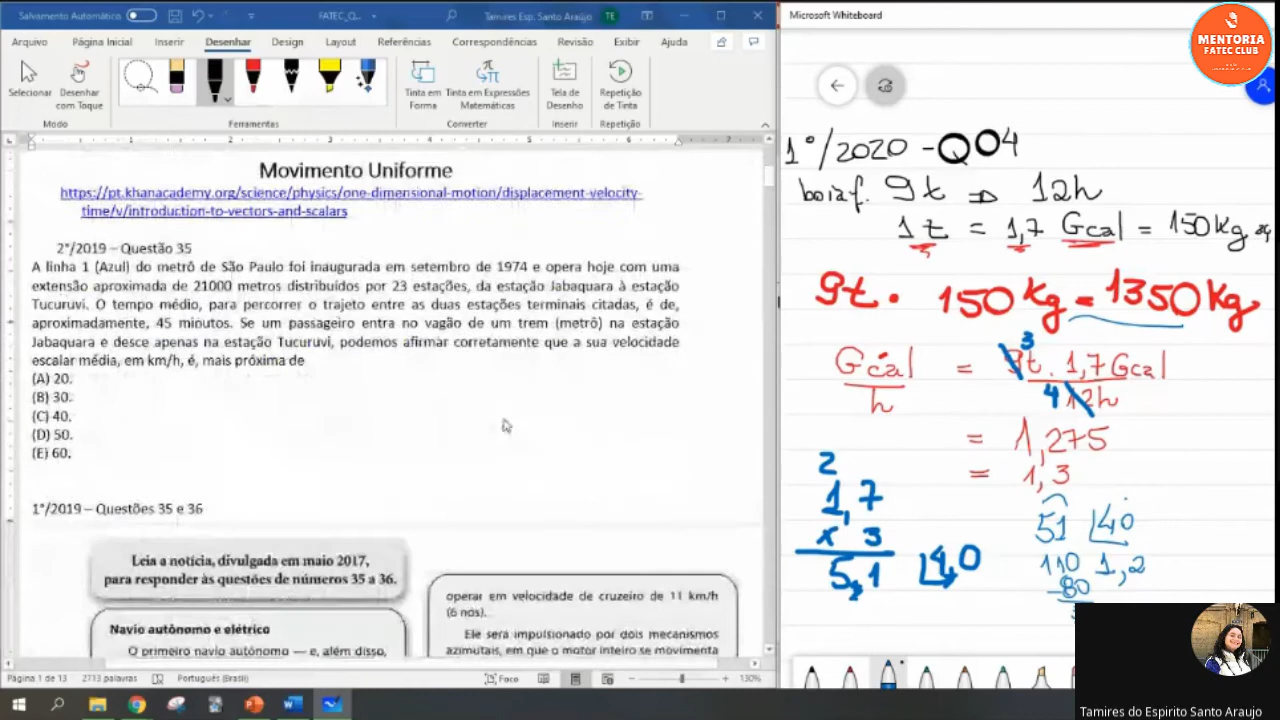 Salvamento Automático
FATEC_Q...
Tamires Esp. Santo Araújo
TE
Arquivo
Página Inicial
Inserir
Desenhar
Design
Layout
Referências
Correspondências
Revisão
Exibir
Ajuda
Selecionar
Desenhar com Toque
Tinta em Forma
Tinta em Expressões Matemáticas
Tela de Desenho
Repetição de Tinta
Modo
Ferramentas
Converter
Inserir
Repetição
Movimento Uniforme
https://pt.khanacademy.org/science/physics/one-dimensional-motion/displacement-velocity-
time/v/introduction-to-vectors-and-scalars
2°/2019 – Questão 35
A linha 1 (Azul) do metrô de São Paulo foi inaugurada em setembro de 1974 e opera hoje com uma
extensão aproximada de 21000 metros distribuídos por 23 estações, da estação Jabaquara à estação
Tucuruvi. O tempo médio, para percorrer o trajeto entre as duas estações terminais citadas, é de,
aproximadamente, 45 minutos. Se um passageiro entra no vagão de um trem (metrô) na estação
Jabaquara e desce apenas na estação Tucuruvi, podemos afirmar corretamente que a sua velocidade
escalar média, em km/h, é, mais próxima de
(A) 20.
(B) 30.
(C) 40.
(D) 50.
(E) 60.
1°/2019 – Questões 35 e 36
Leia a notícia, divulgada em maio 2017,
para responder às questões de números 35 a 36.
Navio autônomo e elétrico
O primeiro navio autônomo — e, além disso,
operar em velocidade de cruzeiro de 11 km/h
(6 nós).
Ele será impulsionado por dois mecanismos
azimutais, em que o motor inteiro se movimenta
Página 1 de 13
2713 palavras
Português (Brasil)
Foco
130%
Microsoft Whiteboard
MENTORIA
FATEC CLUB
1°/2020 - Q04
9t ⇒ 12h
1t = 1,7 Gcal = 150Kg
9t · 150Kg = 1350Kg
Gcal = 9t. 1,7 Gcal
h 12h
3
4
= 1,275
= 1,3
2
1,7
x 3
5,1 4,0
51 40
110 1,2
-80
Tamires do Espirito Santo Araujo